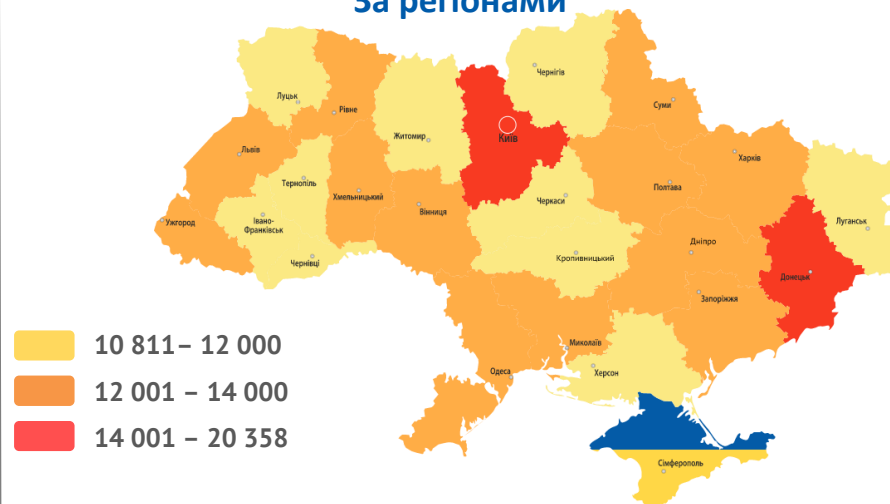 За регіонами
Чернігів
Луцьк
Рівне
Суми
Житомир
Київ
Львів
Харків
Тернопіль
Полтава
Хмельницький
Черкаси
Вінниця
Івано-
Франківськ
Ужгород
Луганськ
Дніпро
Кропивницький
Чернівці
Донецьк
Запоріжжя
Миколаїв
Одеса
Херсон
Сімферополь
10 811– 12 000
12 001 – 14 000
14 001 – 20 358